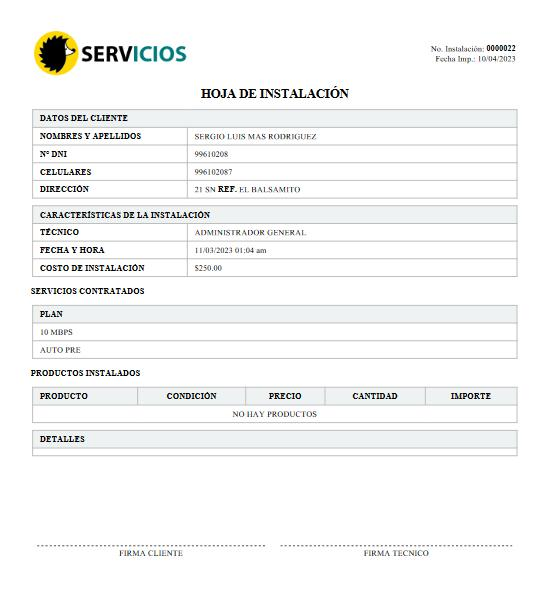 SERVICIOS
No. Instalación: 0000022
Fecha Imp.: 10/04/2023
HOJA DE INSTALACIÓN
DATOS DEL CLIENTE
NOMBRES Y APELLIDOS SERGIO LUIS MAS RODRIGUEZ
Nº DNI 99610208
CELULARES 996102087
DIRECCIÓN 21 SN REF. EL BALSAMITO
CARACTERÍSTICAS DE LA INSTALACIÓN
TÉCNICO ADMINISTRADOR GENERAL
FECHA Y HORA 11/03/2023 01:04 am
COSTO DE INSTALACIÓN $250.00
SERVICIOS CONTRATADOS
PLAN
10 MBPS
AUTO PRE
PRODUCTOS INSTALADOS
PRODUCTO CONDICIÓN PRECIO CANTIDAD IMPORTE
NO HAY PRODUCTOS
DETALLES
FIRMA CLIENTE FIRMA TECNICO